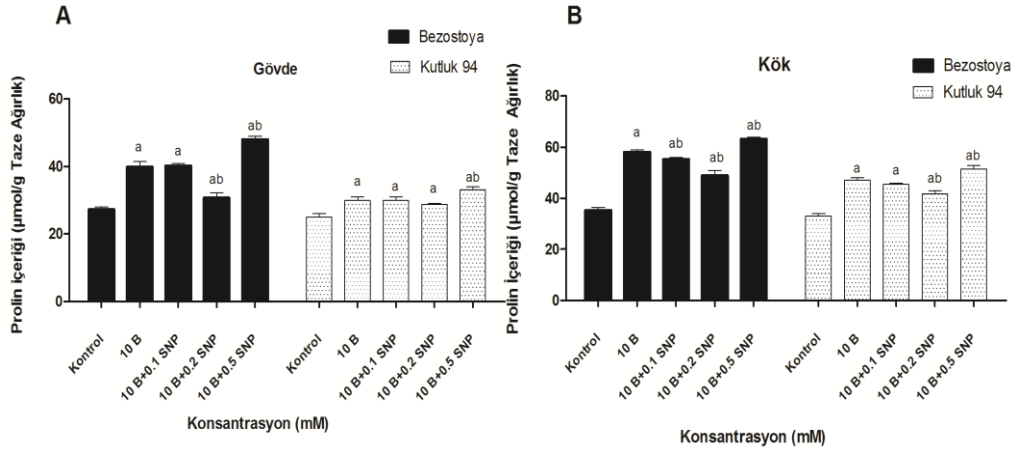 A
Bezostoya
Kutluk 94
Gövde
Prolin içeriği (µmol/g Taze Ağırlık)
60
40
20
0
a
a
ab
ab
a
a
a
ab
Kontrol
10 B
10 B+0.1 SNP
10 B+0.2 SNP
10 B+0.5 SNP
Kontrol
10 B
10 B+0.1 SNP
10 B+0.2 SNP
10 B+0.5 SNP
Konsantrasyon (mM)
B
Bezostoya
Kutluk 94
Kök
Prolin İçeriği (µmol/g Taze Ağırlık)
80
60
40
20
0
a
ab
ab
ab
a
a
ab
ab
Kontrol
10 B
10 B+0.1 SNP
10 B+0.2 SNP
10 B+0.5 SNP
Kontrol
10 B
10 B+0.1 SNP
10 B+0.2 SNP
10 B+0.5 SNP
Konsantrasyon (mM)